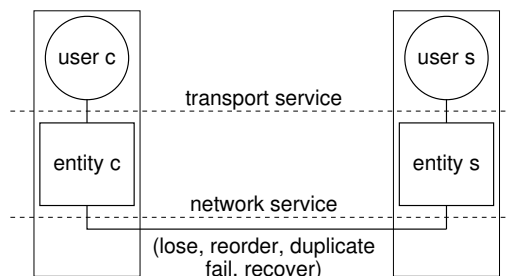 user c
user s
transport service
entity c
entity s
network service
(lose, reorder, duplicate
fail, recover)